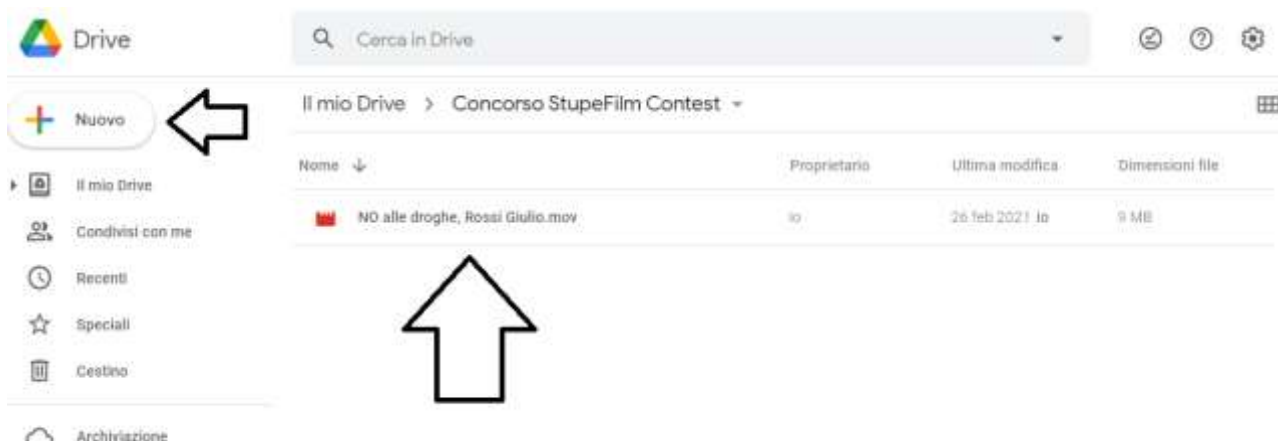 Drive
Cerca in Drive
Nuovo
Il mio Drive > Concorso StupeFilm Contest
Nome Proprietario Ultima modifica Dimensioni file
NO alle droghe, Rossi Giulio.mov io 26 feb 2021 io 9 MB
Il mio Drive
Condivisi con me
Recenti
Speciali
Cestino
Archiviazione